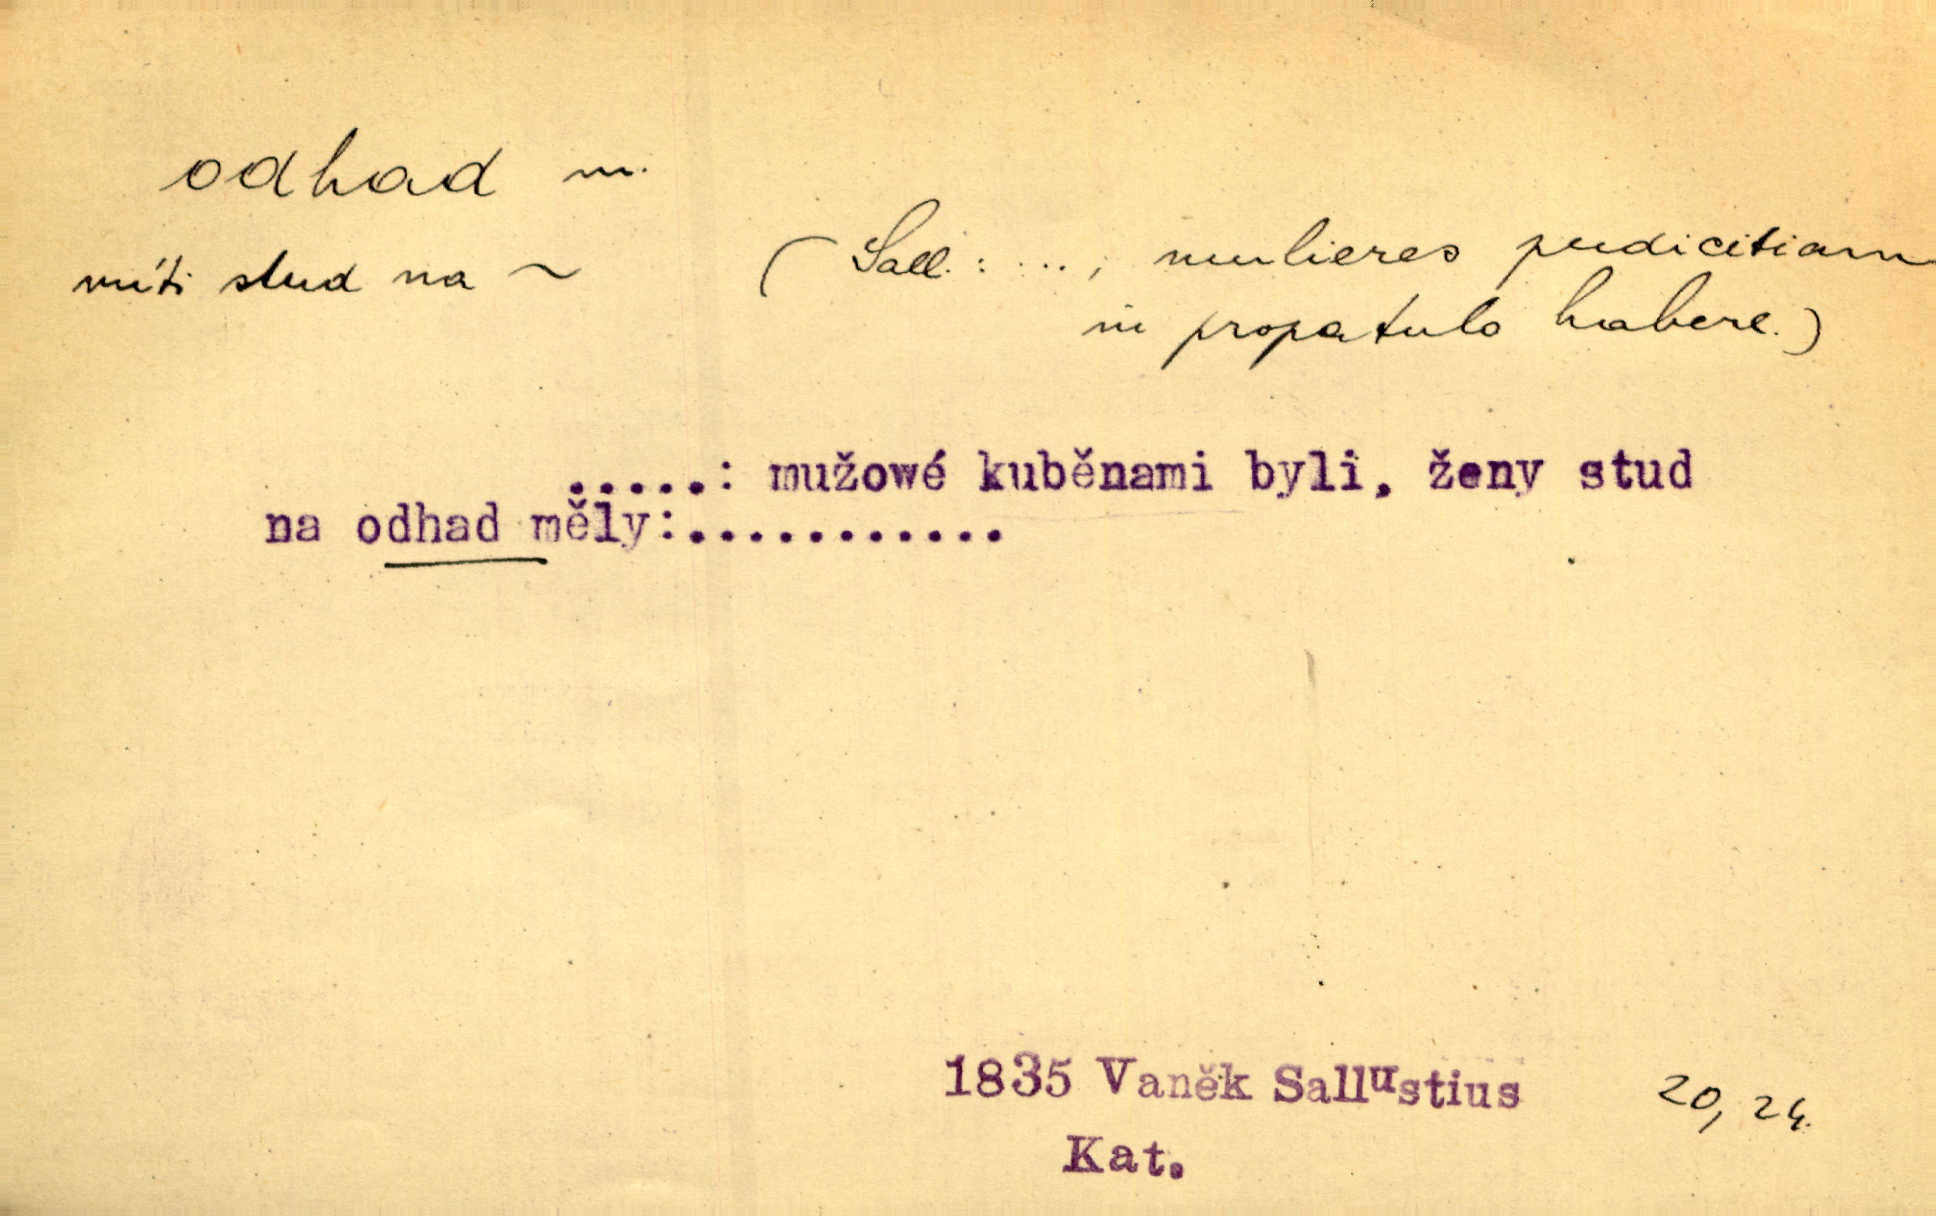 odhad m.
míti stud na ~
(Sall.: ..., mulieres pudicitiam
in propatulo habere.)
.....: mužowé kuběnami byli, ženy stud
na odhad měly:...........
1835 Vaněk Sallustius 20, 24.
Kat.